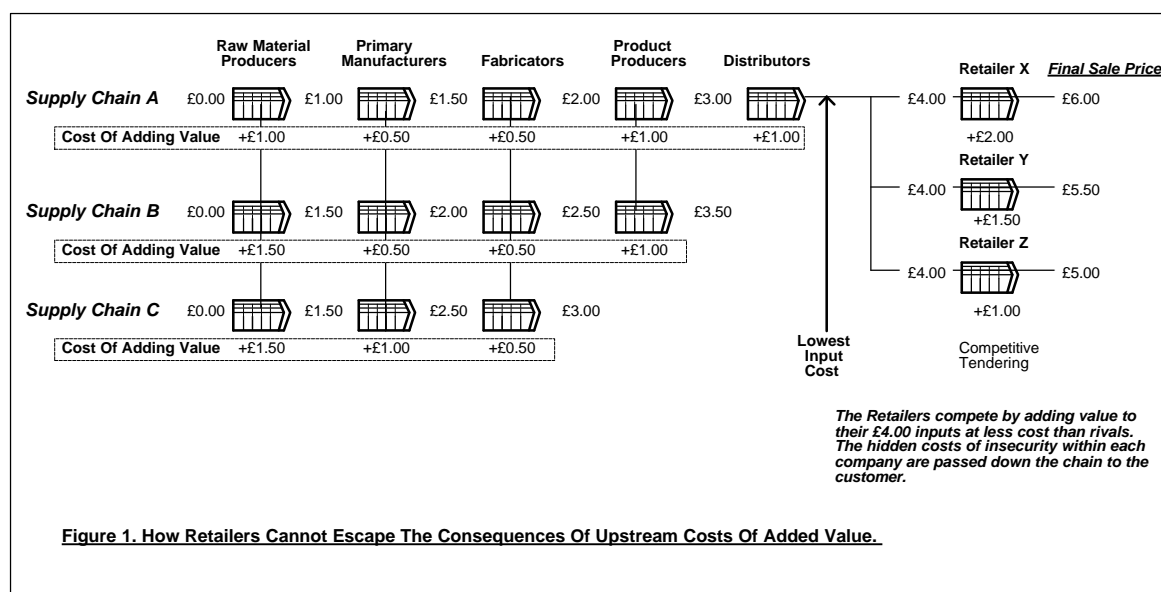 Raw Material
Producers
Primary
Manufacturers
Fabricators
Product
Producers
Distributors
Retailer X
Final Sale Price
Supply Chain A £0.00 £1.00 £1.50 £2.00 £3.00 £4.00 £6.00
Cost Of Adding Value +£1.00 +£0.50 +£0.50 +£1.00 +£1.00 +£2.00
Retailer Y
Supply Chain B £0.00 £1.50 £2.00 £2.50 £3.50 £4.00 £5.50
+£1.50
Cost Of Adding Value +£1.50 +£0.50 +£0.50 +£1.00
Retailer Z
£4.00 £5.00
Supply Chain C £0.00 £1.50 £2.50 £3.00
+£1.00
Cost Of Adding Value +£1.50 +£1.00 +£0.50
Lowest
Input
Cost
Competitive
Tendering
The Retailers compete by adding value to
their £4.00 inputs at less cost than rivals.
The hidden costs of insecurity within each
company are passed down the chain to the
customer.
Figure 1. How Retailers Cannot Escape The Consequences Of Upstream Costs Of Added Value.